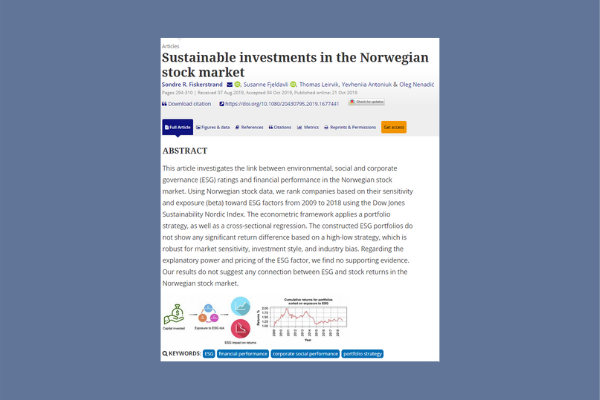 Articles
Sustainable investments in the Norwegian
stock market
Sondre R. Fiskerstrand, Susanne Fjeldavli, Thomas Leirvik, Yevheniia Antoniuk & Oleg Nenadić
Pages 294-310 | Received 07 Aug 2019, Accepted 04 Oct 2019, Published online: 21 Oct 2019
Download citation https://doi.org/10.1080/20430795.2019.1677441 Check for updates
Full Article Figures & data References Citations Metrics Reprints & Permissions Get access
ABSTRACT
This article investigates the link between environmental, social and corporate
governance (ESG) ratings and financial performance in the Norwegian stock
market. Using Norwegian stock data, we rank companies based on their sensitivity
and exposure (beta) toward ESG factors from 2009 to 2018 using the Dow Jones
Sustainability Nordic Index. The econometric framework applies a portfolio
strategy, as well as a cross-sectional regression. The constructed ESG portfolios do
not show any significant return difference based on a high-low strategy, which is
robust for market sensitivity, investment style, and industry bias. Regarding the
explanatory power and pricing of the ESG factor, we find no supporting evidence.
Our results do not suggest any connection between ESG and stock returns in the
Norwegian stock market.
Cumulative returns for portfolios
sorted on exposure to ESG
Capital invested
Exposure to ESG risk
ESG impact on returns
Returns %
Year
KEYWORDS: ESG financial performance corporate social performance portfolio strategy